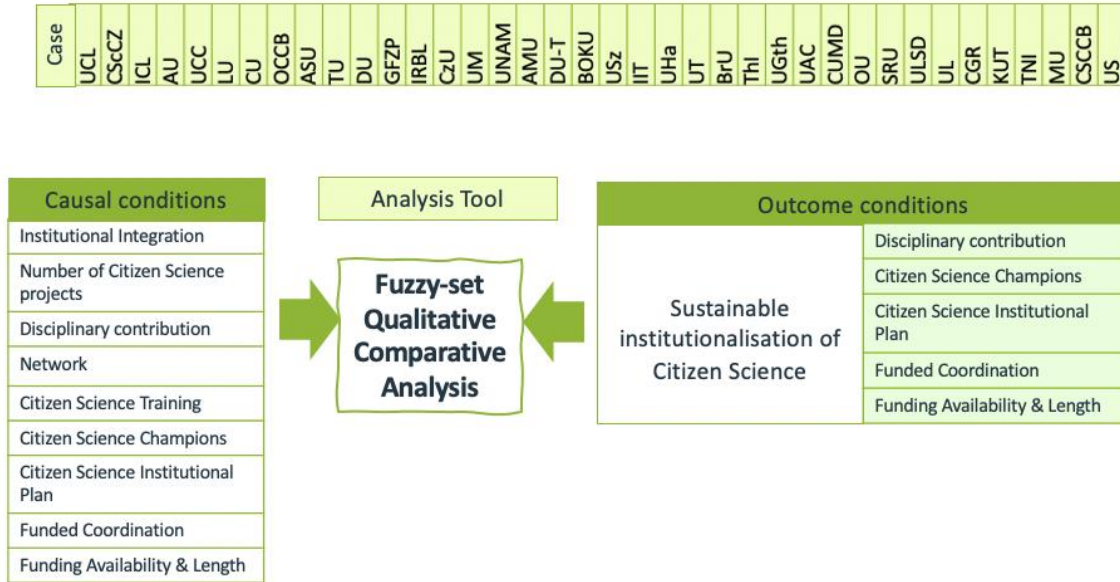 Case
UCL
CScCZ
ICL
AU
UCC
LU
CU
OCCB
ASU
TU
DU
GFZP
IRBL
CzU
UM
UNAM
AMU
DU-T
BOKU
USz
IIT
UHa
UT
BrU
ThI
UGth
UAC
CUMD
OU
SRU
ULSD
UL
CGR
KUT
TNI
MU
CSCCB
US
Causal conditions
Institutional Integration
Number of Citizen Science
projects
Disciplinary contribution
Network
Citizen Science Training
Citizen Science Champions
Citizen Science Institutional
Plan
Funded Coordination
Funding Availability & Length
Analysis Tool
Fuzzy-set
Qualitative
Comparative
Analysis
Outcome conditions
Sustainable
institutionalisation of
Citizen Science
Disciplinary contribution
Citizen Science Champions
Citizen Science Institutional
Plan
Funded Coordination
Funding Availability & Length